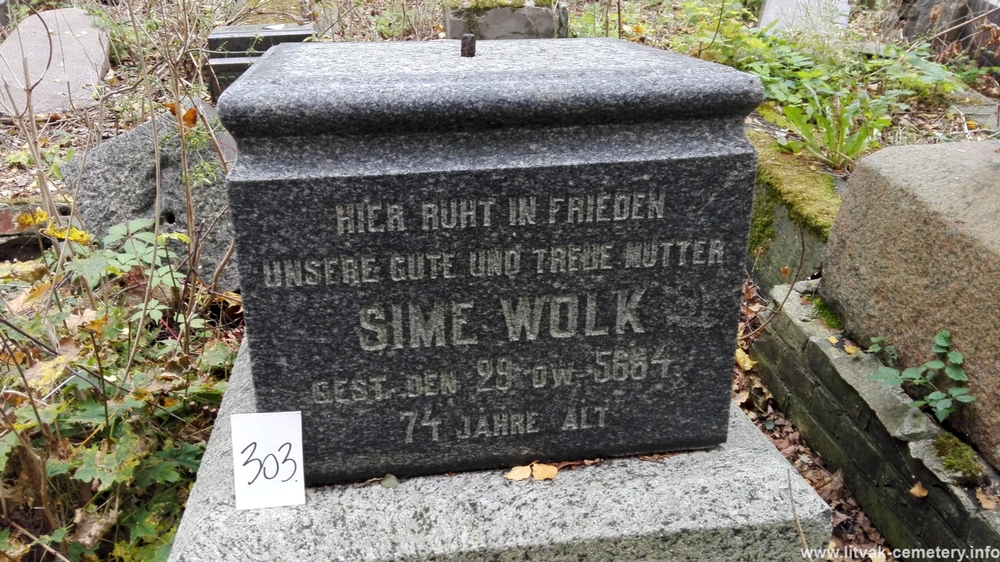 HIER RUHT IN FRIEDEN
UNSERE GUTE UND TREUE MUTTER
SIME WOLK
GEST. DEN 29. OW. 5684.
74 JAHRE ALT
303.
www.litvak-cemetery.info